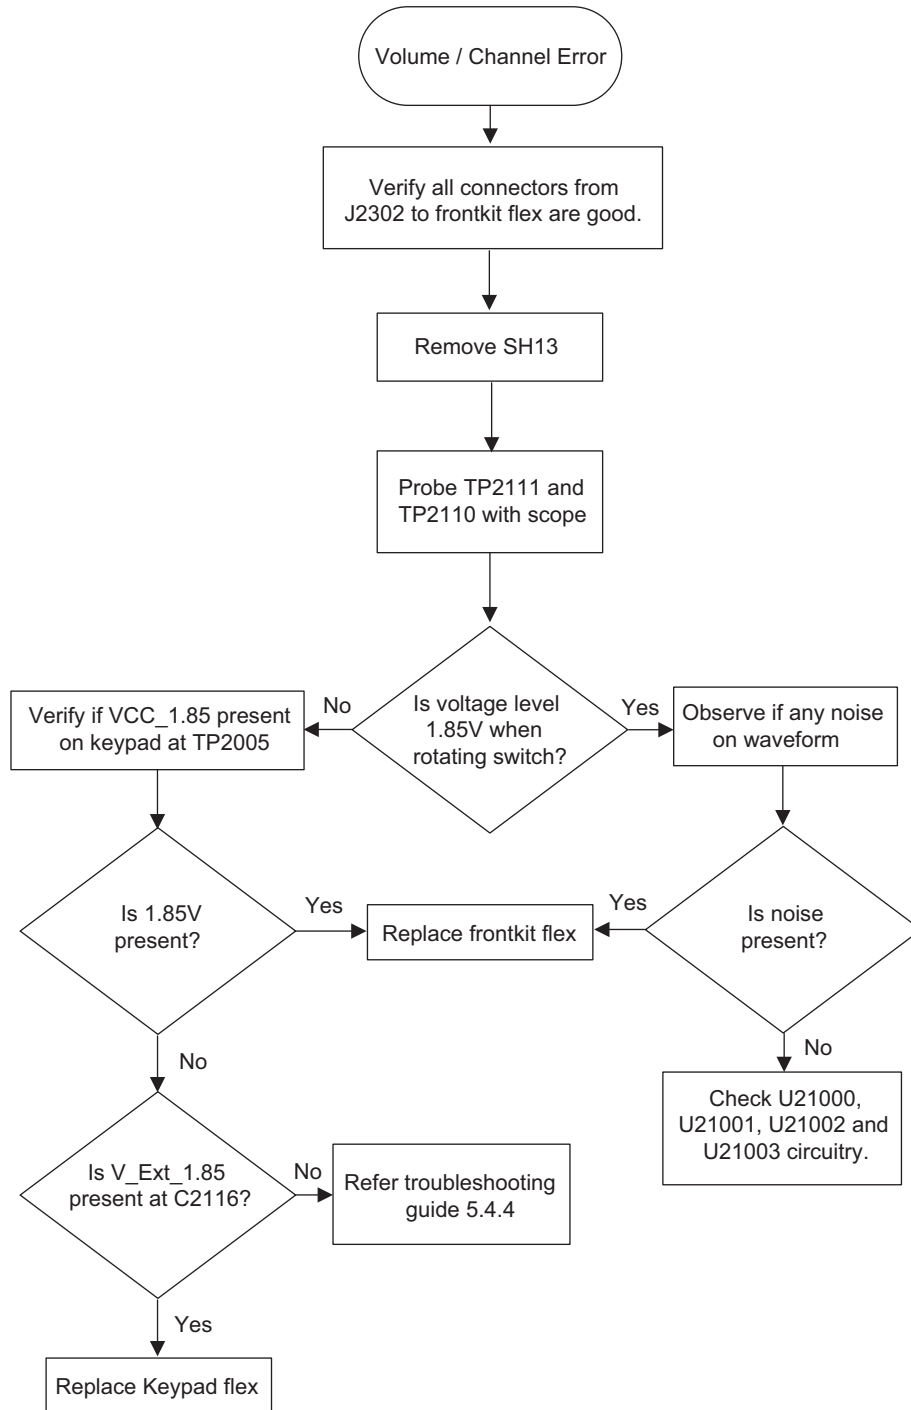 Volume / Channel Error
Verify all connectors from
J2302 to frontkit flex are good.
Remove SH13
Probe TP2111 and
TP2110 with scope
Is voltage level
1.85V when
rotating switch?
No
Yes
Verify if VCC_1.85 present
on keypad at TP2005
Observe if any noise
on waveform
Is 1.85V
present?
Yes
Replace frontkit flex
Yes
Is noise
present?
No
No
Check U21000,
U21001, U21002 and
U21003 circuitry.
Is V_Ext_1.85
present at C2116?
No
Refer troubleshooting
guide 5.4.4
Yes
Replace Keypad flex